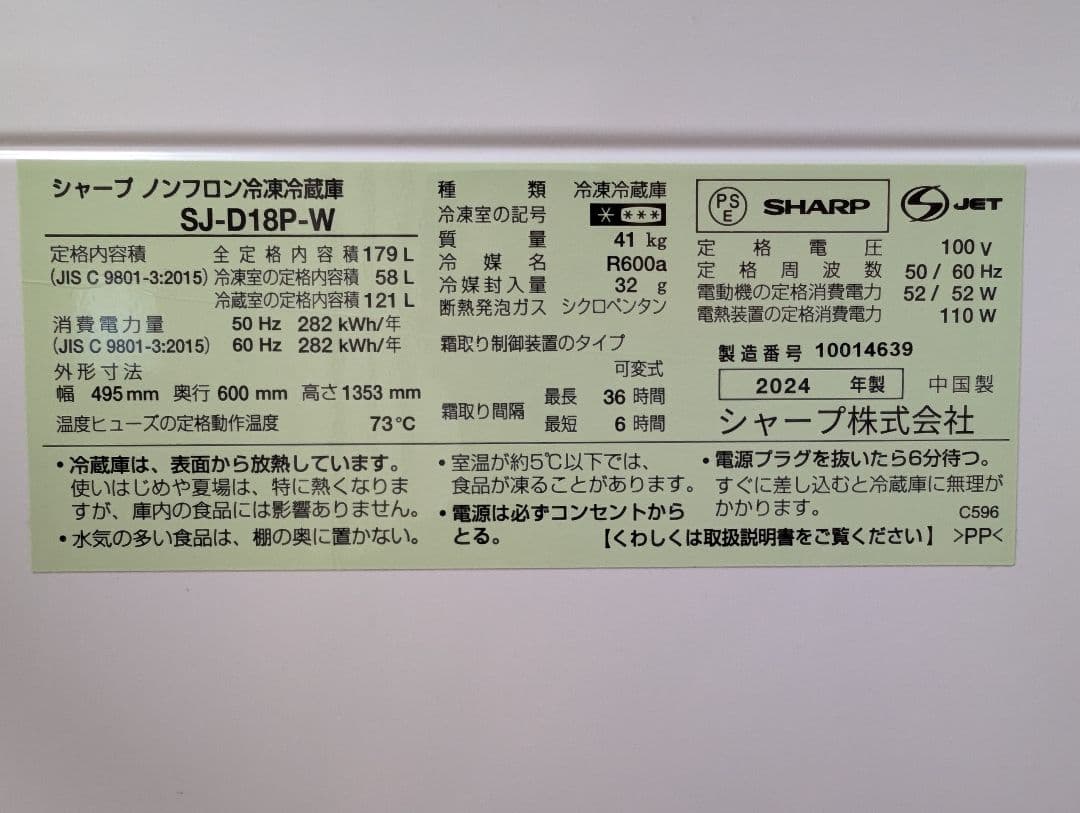 シャープ ノンフロン冷凍冷蔵庫
SJ-D18P-W
定格内容積 全定格内容積 179 L
(JIS C 9801-3:2015) 冷凍室の定格内容積 58 L
冷蔵室の定格内容積 121 L
消費電力量 50 Hz 282 kWh/年
(JIS C 9801-3:2015) 60 Hz 282 kWh/年
外形寸法
幅 495 mm 奥行 600 mm 高さ 1353 mm
温度ヒューズの定格動作温度 73℃
種類 冷凍冷蔵庫
冷凍室の記号 * ***
質量 41 kg
冷媒名 R600a
冷媒封入量 32 g
断熱発泡ガス シクロペンタン
霜取り制御装置のタイプ
可変式
霜取り間隔 最長 36 時間
最短 6 時間
PS E SHARP S JET
定格電圧 100 V
定格周波数 50 / 60 Hz
電動機の定格消費電力 52 / 52 W
電熱装置の定格消費電力 110 W
製造番号 10014639
2024 年製 中国製
シャープ株式会社
・冷蔵庫は、表面から放熱しています。
使いはじめや夏場は、特に熱くなりま
すが、庫内の食品には影響ありません。
・水気の多い食品は、棚の奥に置かない。
・室温が約5℃以下では、
食品が凍ることがあります。
・電源は必ずコンセントから
とる。
・電源プラグを抜いたら6分待つ。
すぐに差し込むと冷蔵庫に無理が
かかります。
C596
【くわしくは取扱説明書をご覧ください】 >PP<